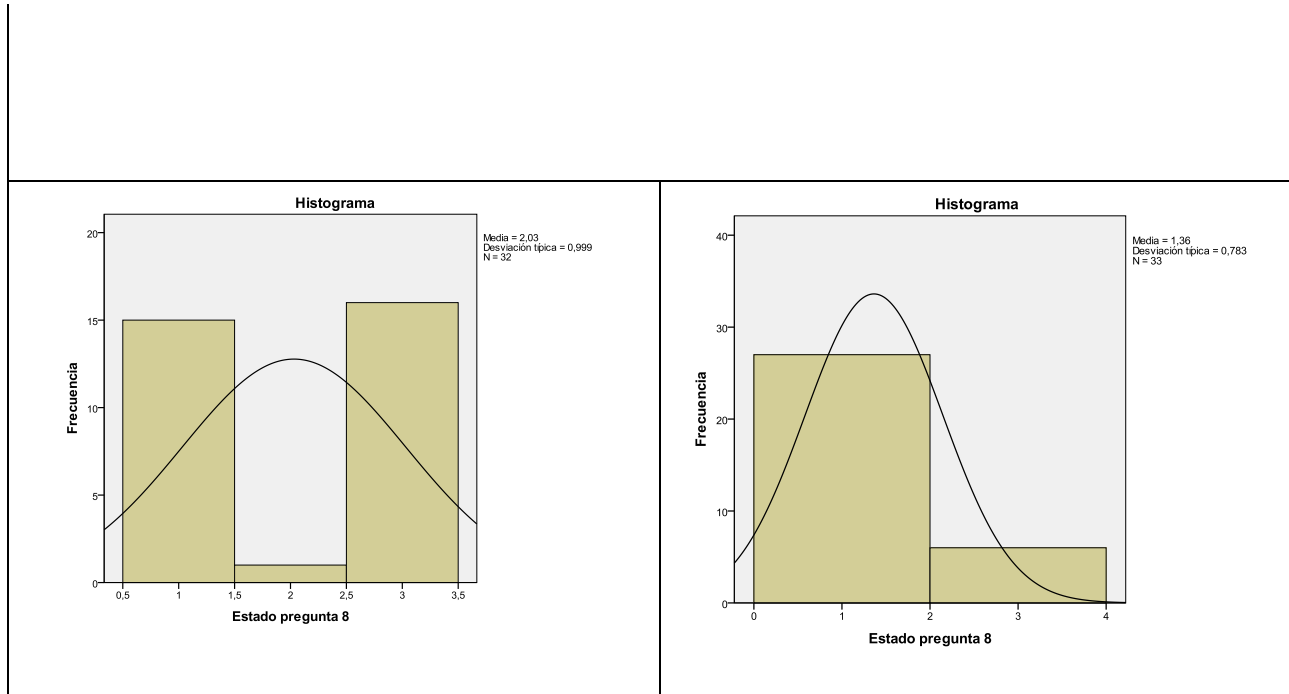 Histograma
20
15
10
5
0
Frecuencia
0,5 1 1,5 2 2,5 3 3,5
Estado pregunta 8
Media = 2,03
Desviación típica = 0,999
N = 32
Histograma
40
30
20
10
0
Frecuencia
0 1 2 3 4
Estado pregunta 8
Media = 1,36
Desviación típica = 0,783
N = 33